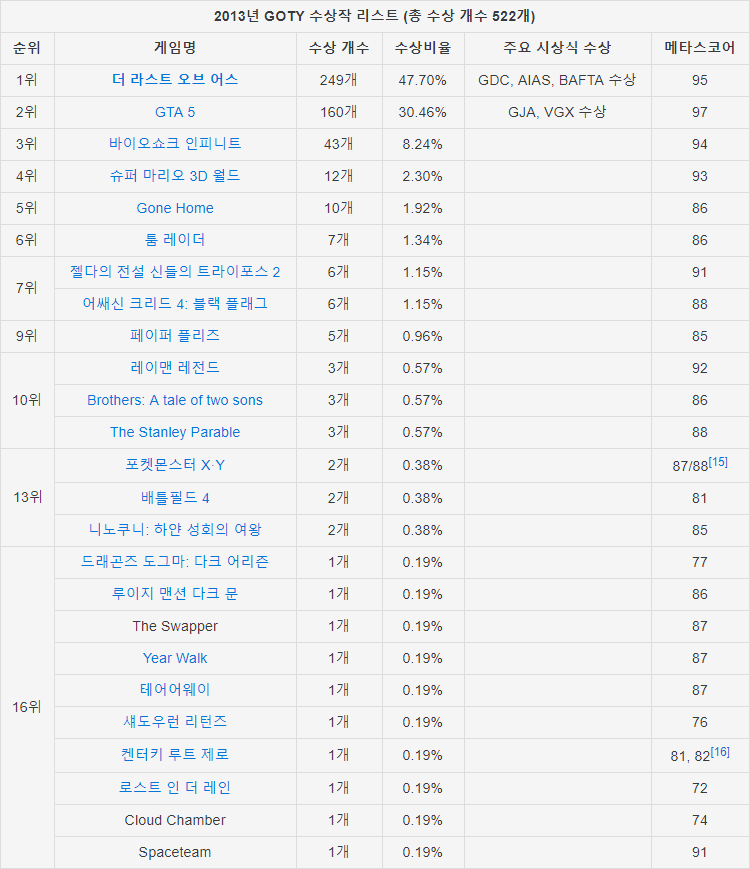 2013년 GOTY 수상작 리스트 (총 수상 개수 522개)
순위 게임명 수상 개수 수상비율 주요 시상식 수상 메타스코어
1위 더 라스트 오브 어스 249개 47.70% GDC, AIAS, BAFTA 수상 95
2위 GTA 5 160개 30.46% GJA, VGX 수상 97
3위 바이오쇼크 인피니트 43개 8.24% 94
4위 슈퍼 마리오 3D 월드 12개 2.30% 93
5위 Gone Home 10개 1.92% 86
6위 툼 레이더 7개 1.34% 86
7위 젤다의 전설 신들의 트라이포스 2 6개 1.15% 91
어쌔신 크리드 4: 블랙 플래그 6개 1.15% 88
9위 페이퍼 플리즈 5개 0.96% 85
10위 레이맨 레전드 3개 0.57% 92
Brothers: A tale of two sons 3개 0.57% 86
The Stanley Parable 3개 0.57% 88
13위 포켓몬스터 X·Y 2개 0.38% 87/88[15]
배틀필드 4 2개 0.38% 81
니노쿠니: 하얀 성회의 여왕 2개 0.38% 85
16위 드래곤즈 도그마: 다크 어리즌 1개 0.19% 77
루이지 맨션 다크 문 1개 0.19% 86
The Swapper 1개 0.19% 87
Year Walk 1개 0.19% 87
테어어웨이 1개 0.19% 87
섀도우런 리턴즈 1개 0.19% 76
켄터키 루트 제로 1개 0.19% 81, 82[16]
로스트 인 더 레인 1개 0.19% 72
Cloud Chamber 1개 0.19% 74
Spaceteam 1개 0.19% 91